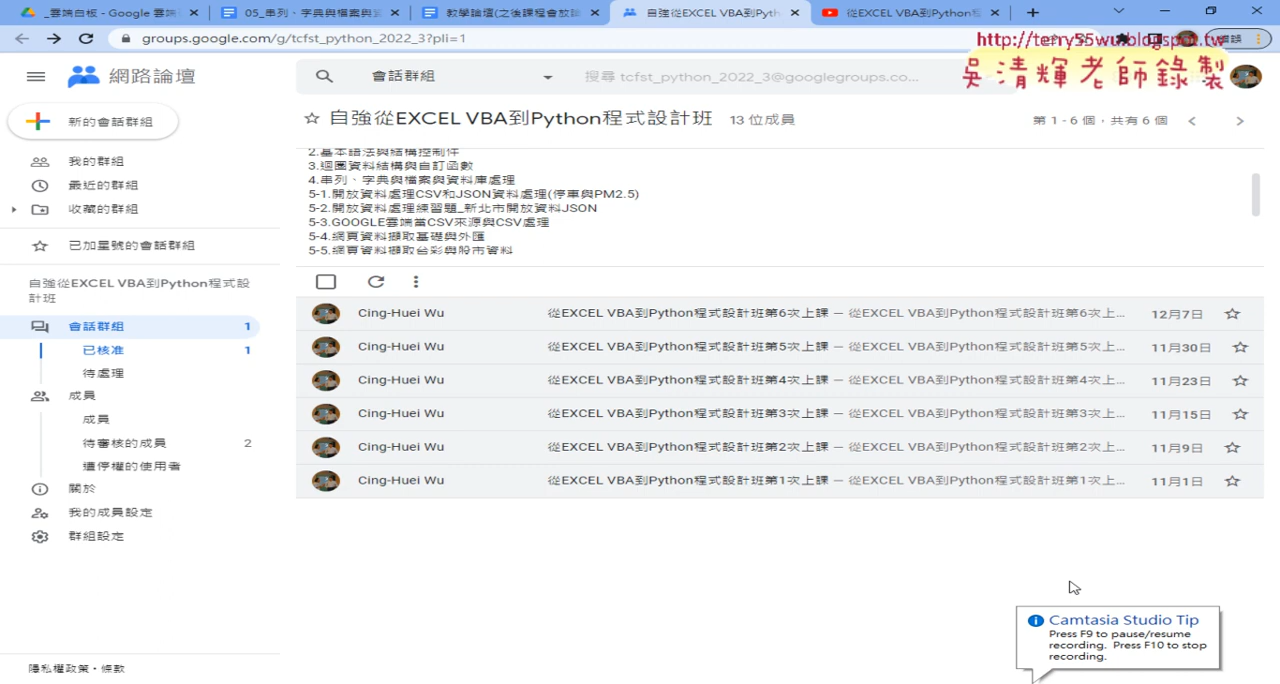 _雲端白板 - Google 雲端
05_串列、字典與檔案與資
教學論壇(之後課程會放論
自強從EXCEL VBA到Pyth
從EXCEL VBA到Python程
groups.google.com/g/tcfst_python_2022_3?pli=1
http://terry55wu.blogspot.tw
吳清輝老師錄製
網路論壇
會話群組
搜尋 tcfst_python_2022_3@googlegroups.co...
新的會話群組
自強從EXCEL VBA到Python程式設計班 13 位成員
第 1 - 6 個，共有 6 個
我的群組
最近的群組
收藏的群組
已加星號的會話群組
自強從EXCEL VBA到Python程式設
計班
會話群組 1
已核准 1
待處理
成員
成員
待審核的成員 2
遭停權的使用者
關於
我的成員設定
群組設定
隱私權政策・條款
2.基本語法與結構控制件
3.迴圈資料結構與自訂函數
4.串列、字典與檔案與資料庫處理
5-1.開放資料處理CSV和JSON資料處理(停車與PM2.5)
5-2.開放資料處理練習題_新北市開放資料JSON
5-3.GOOGLE雲端當CSV來源與CSV處理
5-4.網頁資料擷取基礎與外匯
5-5.網頁資料擷取台彩與股市資料
Cing-Huei Wu 從EXCEL VBA到Python程式設計班第6次上課 — 從EXCEL VBA到Python程式設計班第6次上... 12月7日
Cing-Huei Wu 從EXCEL VBA到Python程式設計班第5次上課 — 從EXCEL VBA到Python程式設計班第5次上... 11月30日
Cing-Huei Wu 從EXCEL VBA到Python程式設計班第4次上課 — 從EXCEL VBA到Python程式設計班第4次上... 11月23日
Cing-Huei Wu 從EXCEL VBA到Python程式設計班第3次上課 — 從EXCEL VBA到Python程式設計班第3次上... 11月15日
Cing-Huei Wu 從EXCEL VBA到Python程式設計班第2次上課 — 從EXCEL VBA到Python程式設計班第2次上... 11月9日
Cing-Huei Wu 從EXCEL VBA到Python程式設計班第1次上課 — 從EXCEL VBA到Python程式設計班第1次上... 11月1日
Camtasia Studio Tip
Press F9 to pause/resume
recording. Press F10 to stop
recording.